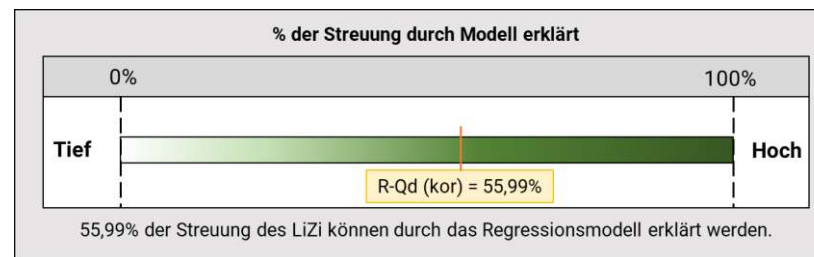 % der Streuung durch Modell erklärt
0% 100%
Tief Hoch
R-Qd (kor) = 55,99%
55,99% der Streuung des LiZi können durch das Regressionsmodell erklärt werden.